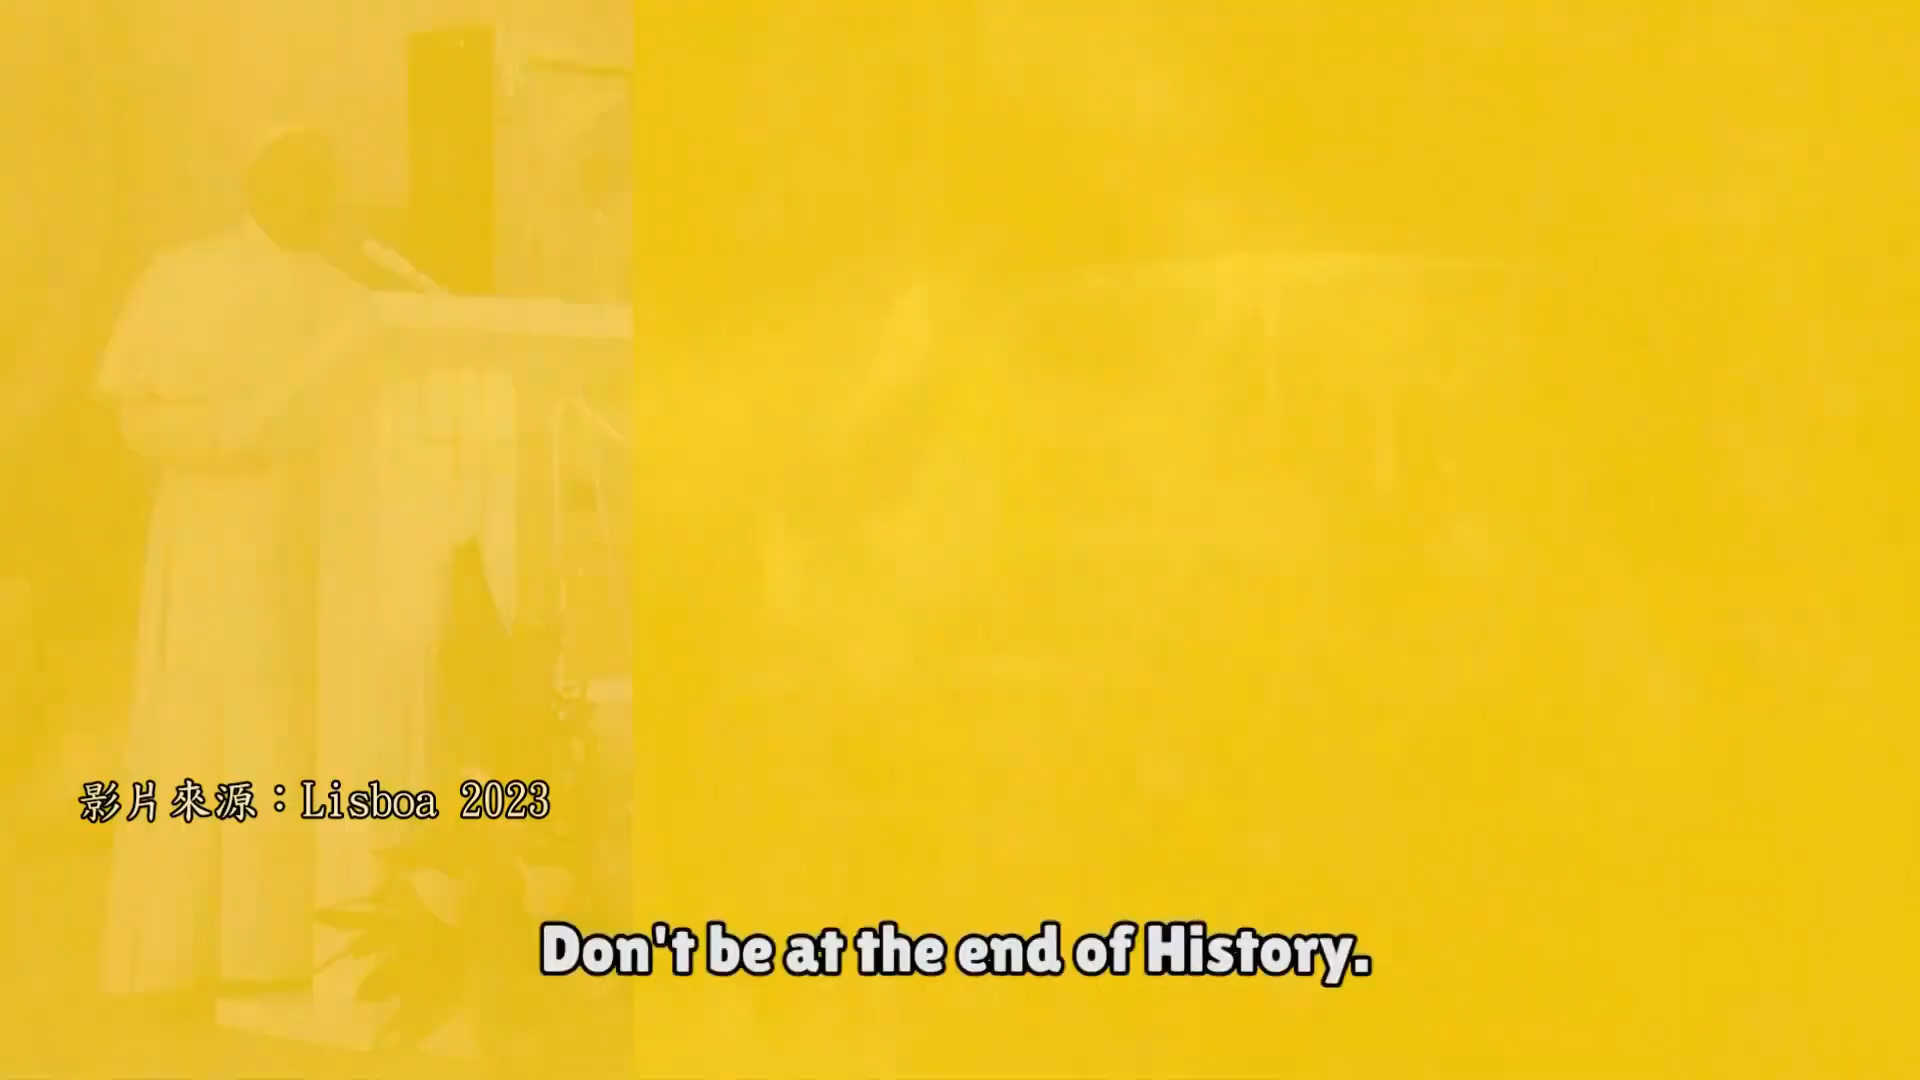 影片來源：Lisboa 2023
Don't be at the end of History.